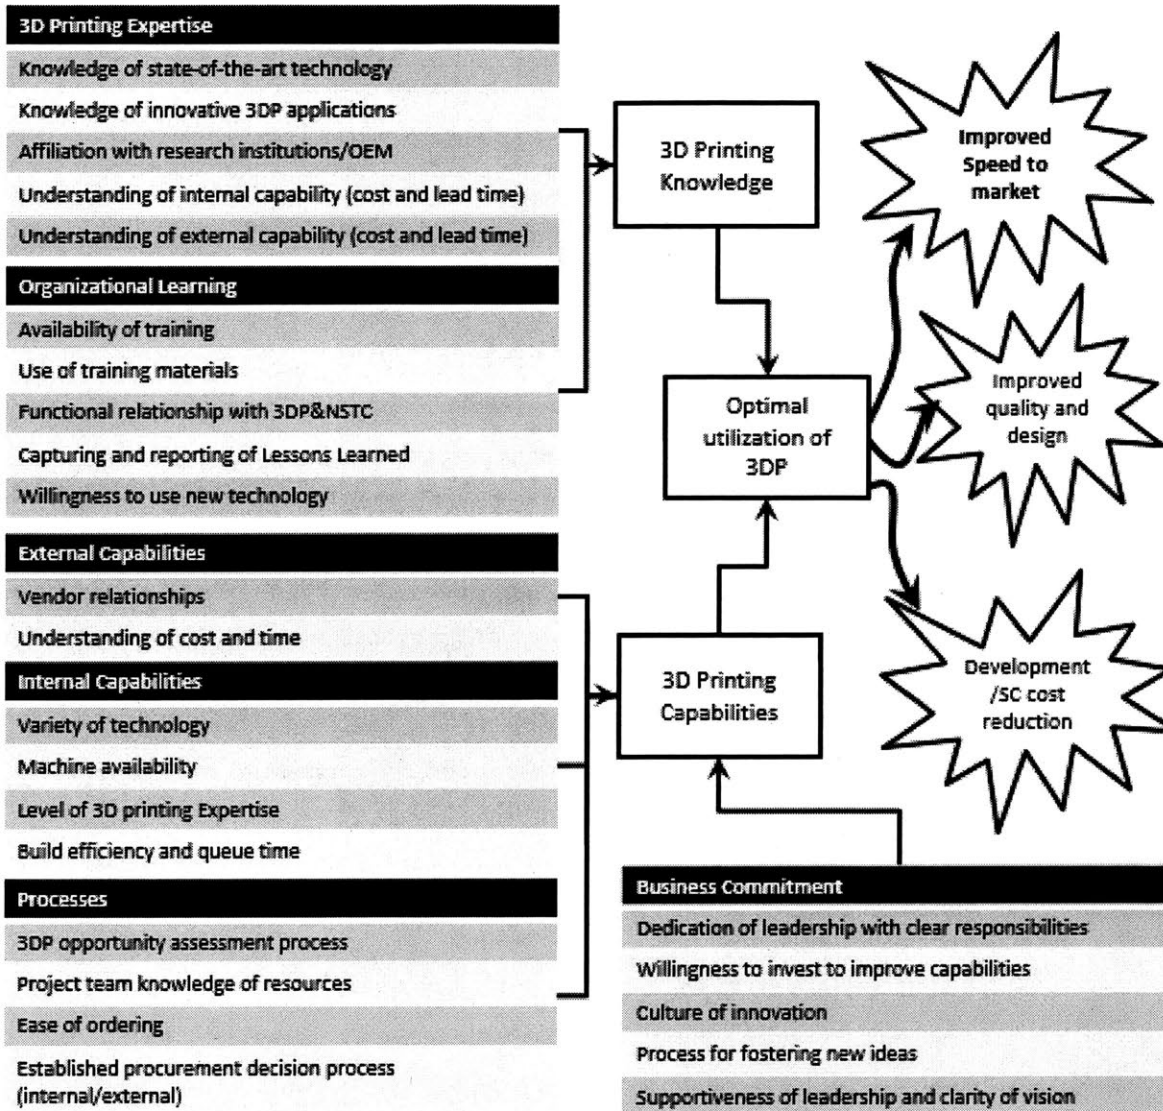 3D Printing Expertise
Knowledge of state-of-the-art technology
Knowledge of innovative 3DP applications
Affiliation with research institutions/OEM
Understanding of internal capability (cost and lead time)
Understanding of external capability (cost and lead time)
Organizational Learning
Availability of training
Use of training materials
Functional relationship with 3DP&NSTC
Capturing and reporting of Lessons Learned
Willingness to use new technology
External Capabilities
Vendor relationships
Understanding of cost and time
Internal Capabilities
Variety of technology
Machine availability
Level of 3D printing Expertise
Build efficiency and queue time
Processes
3DP opportunity assessment process
Project team knowledge of resources
Ease of ordering
Established procurement decision process
(internal/external)
3D Printing
Knowledge
Optimal
utilization of
3DP
3D Printing
Capabilities
Improved
Speed to
market
Improved
quality and
design
Development
/SC cost
reduction
Business Commitment
Dedication of leadership with clear responsibilities
Willingness to invest to improve capabilities
Culture of innovation
Process for fostering new ideas
Supportiveness of leadership and clarity of vision